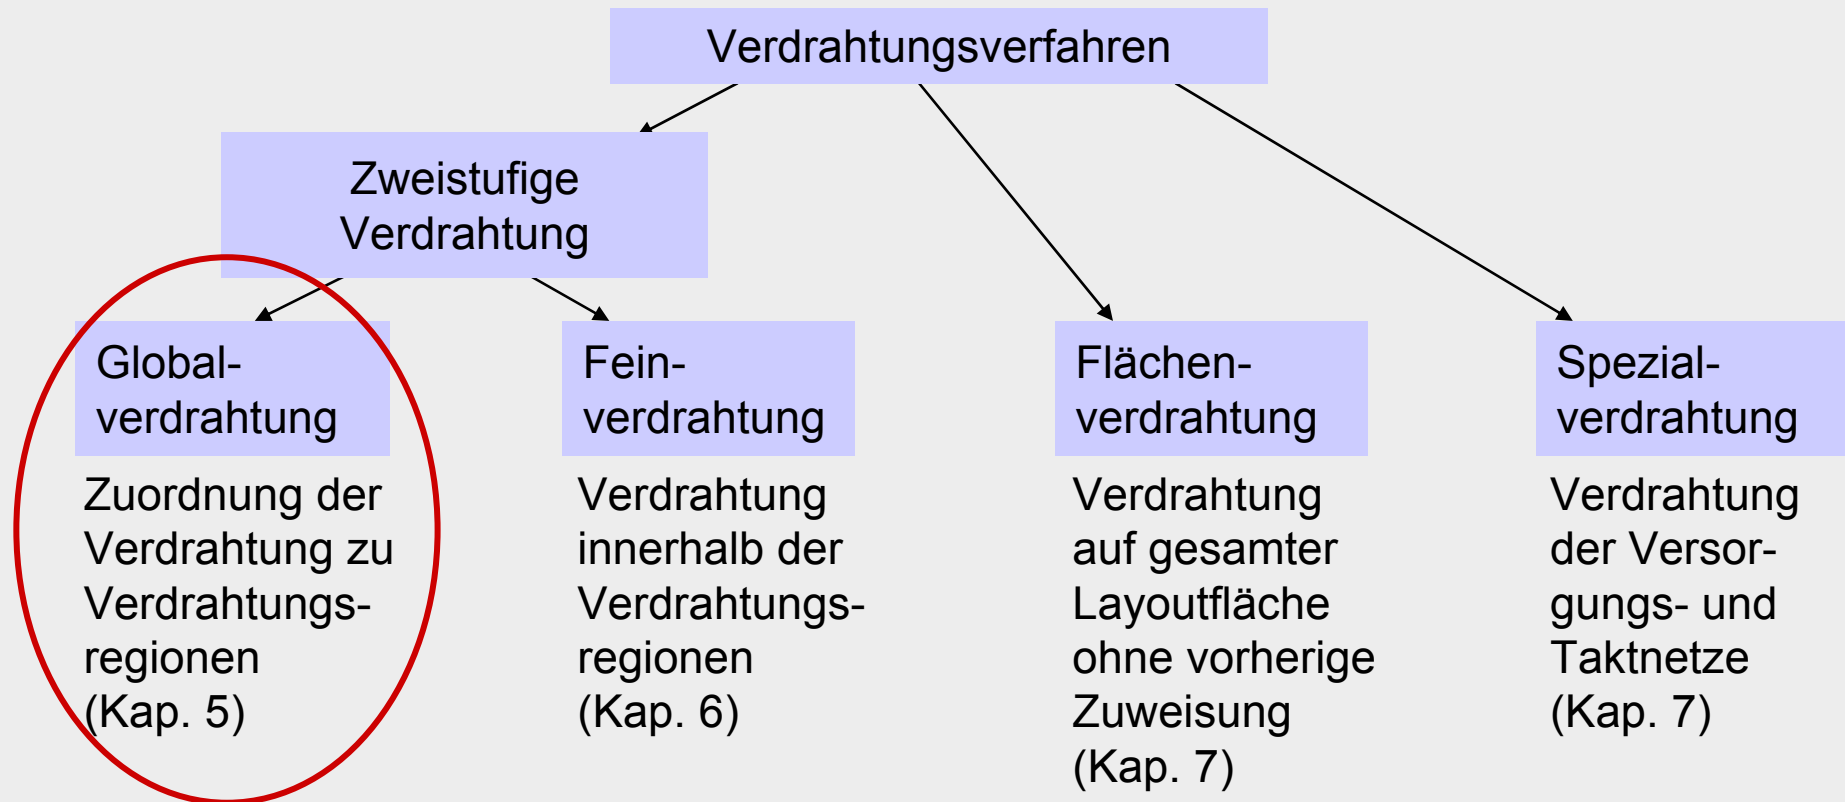 Verdrahtungsverfahren
Zweistufige
Verdrahtung
Global-
verdrahtung
Zuordnung der
Verdrahtung zu
Verdrahtungs-
regionen
(Kap. 5)
Fein-
verdrahtung
Verdrahtung
innerhalb der
Verdrahtungs-
regionen
(Kap. 6)
Flächen-
verdrahtung
Verdrahtung
auf gesamter
Layoutfläche
ohne vorherige
Zuweisung
(Kap. 7)
Spezial-
verdrahtung
Verdrahtung
der Versor-
gungs- und
Taktnetze
(Kap. 7)